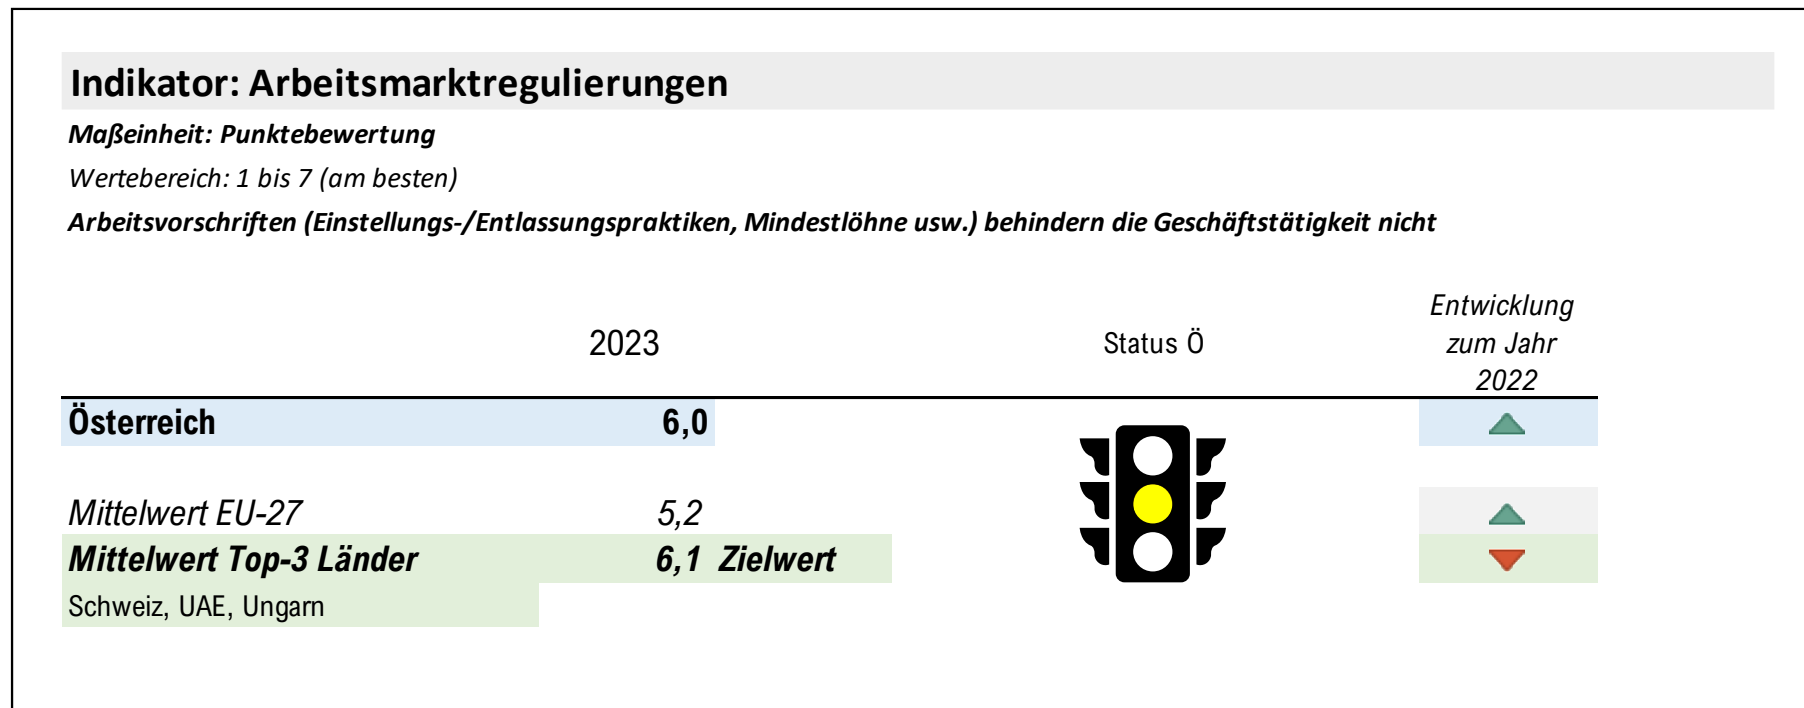 Indikator: Arbeitsmarktregulierungen
Maßeinheit: Punktebewertung
Wertebereich: 1 bis 7 (am besten)
Arbeitsvorschriften (Einstellungs-/Entlassungspraktiken, Mindestlöhne usw.) behindern die Geschäftstätigkeit nicht
2023 Status Ö Entwicklung
zum Jahr
2022
Österreich 6,0
Mittelwert EU-27 5,2
Mittelwert Top-3 Länder 6,1 Zielwert
Schweiz, UAE, Ungarn